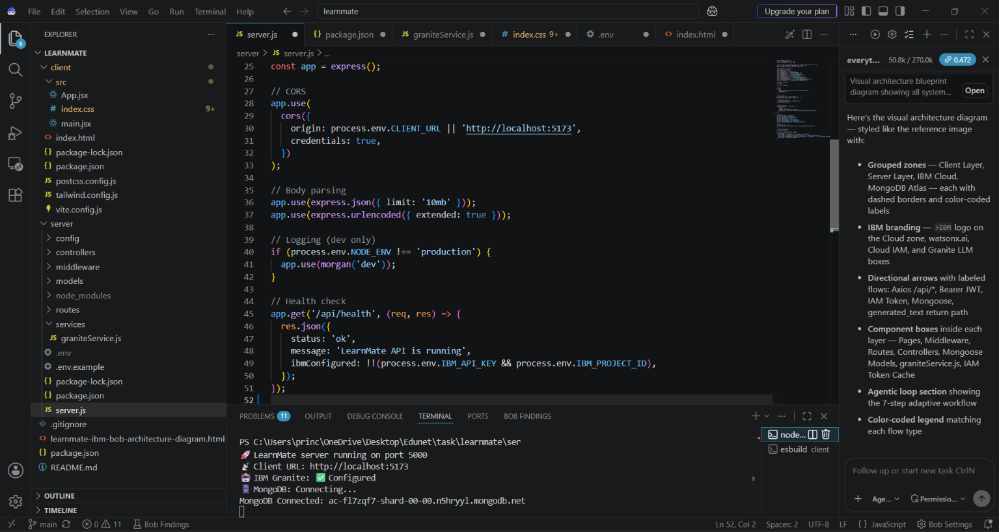 File Edit Selection View Go Run Terminal Help
learnmate
Upgrade your plan
EXPLORER
LEARNMATE
client
src
App.jsx
# index.css 9+
main.jsx
<> index.html
{} package-lock.json
{} package.json
JS postcss.config.js
JS tailwind.config.js
vite.config.js
server
config
controllers
middleware
models
node_modules
routes
services
JS graniteService.js
.env
.env.example
{} package-lock.json
{} package.json
JS server.js
.gitignore
<> learnmate-ibm-bob-architecture-diagram.html
{} package.json
README.md
OUTLINE
TIMELINE
6
JS server.js
{} package.json
JS graniteService.js
# index.css 9+
.env
<> index.html
server > JS server.js > ...
25 const app = express();
26
27 // CORS
28 app.use(
29 cors({
30 origin: process.env.CLIENT_URL || 'http://localhost:5173',
31 credentials: true,
32 })
33 );
34
35 // Body parsing
36 app.use(express.json({ limit: '10mb' }));
37 app.use(express.urlencoded({ extended: true }));
38
39 // Logging (dev only)
40 if (process.env.NODE_ENV !== 'production') {
41 app.use(morgan('dev'));
42 }
43
44 // Health check
45 app.get('/api/health', (req, res) => {
46 res.json({
47 status: 'ok',
48 message: 'LearnMate API is running',
49 ibmConfigured: !!(process.env.IBM_API_KEY && process.env.IBM_PROJECT_ID),
50 });
51 });
52
PROBLEMS 11 OUTPUT DEBUG CONSOLE TERMINAL PORTS BOB FINDINGS
PS C:\Users\princ\OneDrive\Desktop\Edunet\task\learnmate\ser
🚀 LearnMate server running on port 5000
📡 Client URL: http://localhost:5173
🤖 IBM Granite: ✅ Configured
🗄 MongoDB: Connecting...
MongoDB Connected: ac-fl7zqf7-shard-00-00.n5hryyl.mongodb.net
node...
esbuild client
everyt... 50.8k / 270.0k 0.472
Visual architecture blueprint
diagram showing all system...
Open
Here's the visual architecture diagram
— styled like the reference image
with:
• Grouped zones — Client Layer,
Server Layer, IBM Cloud,
MongoDB Atlas — each with
dashed borders and color-coded
labels
• IBM branding — >IBM logo on
the Cloud zone, watsonx.ai,
Cloud IAM, and Granite LLM
boxes
• Directional arrows with labeled
flows: Axios /api/*, Bearer JWT,
IAM Token, Mongoose,
generated_text return path
• Component boxes inside each
layer — Pages, Middleware,
Routes, Controllers, Mongoose
Models, graniteService.js, IAM
Token Cache
• Agentic loop section showing
the 7-step adaptive workflow
• Color-coded legend matching
each flow type
Follow up or start new task CtrlN
Age...
Permissio...
main 0 11 Bob Findings
Ln 52, Col 2 Spaces: 2 UTF-8 LF {} JavaScript Bob Settings